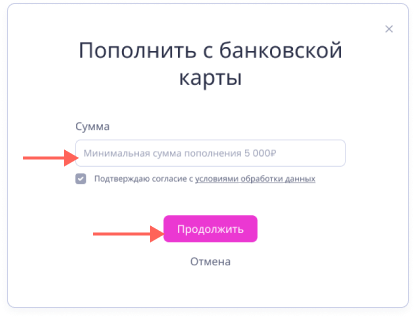 Пополнить с банковской
карты
Сумма
Минимальная сумма пополнения 5 000₽
Подтверждаю согласие с условиями обработки данных
Продолжить
Отмена